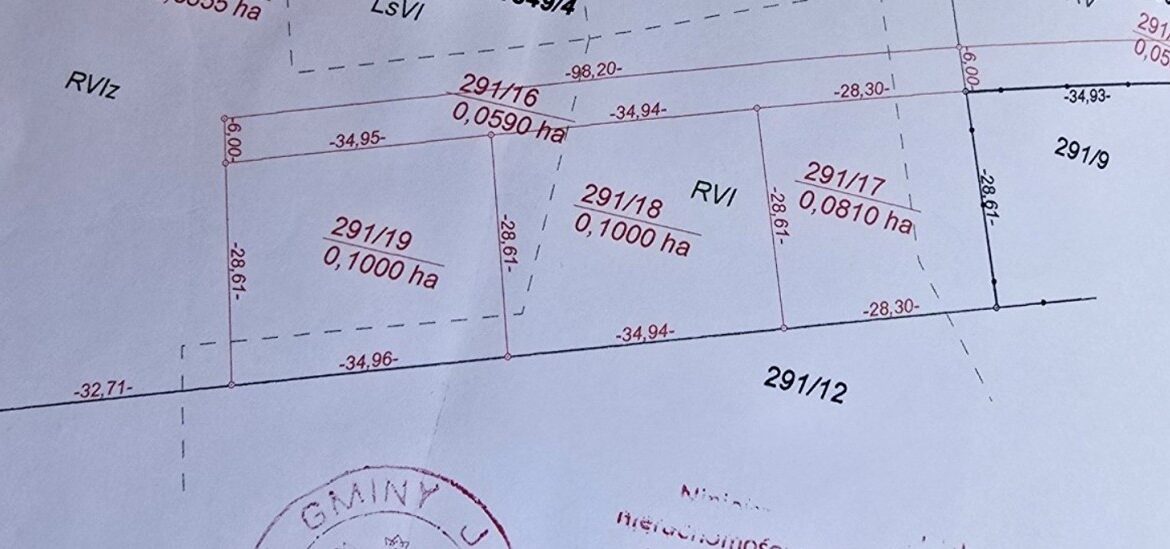 LsVI
RVIz
-98,20-
-6,00-
291/16
0,0590 ha
-6,00-
-34,95-
-34,94-
-28,30-
-34,93-
291/9
291/19
0,1000 ha
291/18
0,1000 ha
RVI
291/17
0,0810 ha
-28,61-
-28,61-
-28,61-
-28,61-
-32,71-
-34,96-
-34,94-
-28,30-
291/12
GMINY J